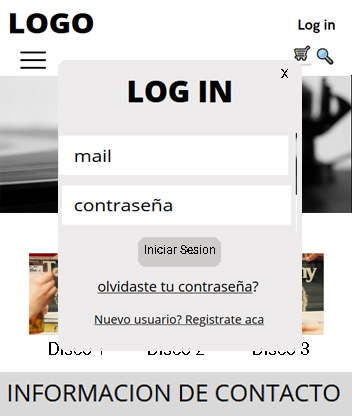 LOGO
Log in
X
LOG IN
mail
contraseña
Iniciar Sesion
olvidaste tu contraseña?
Nuevo usuario? Registrate aca
Disco 1
Disco 2
Disco 3
INFORMACION DE CONTACTO